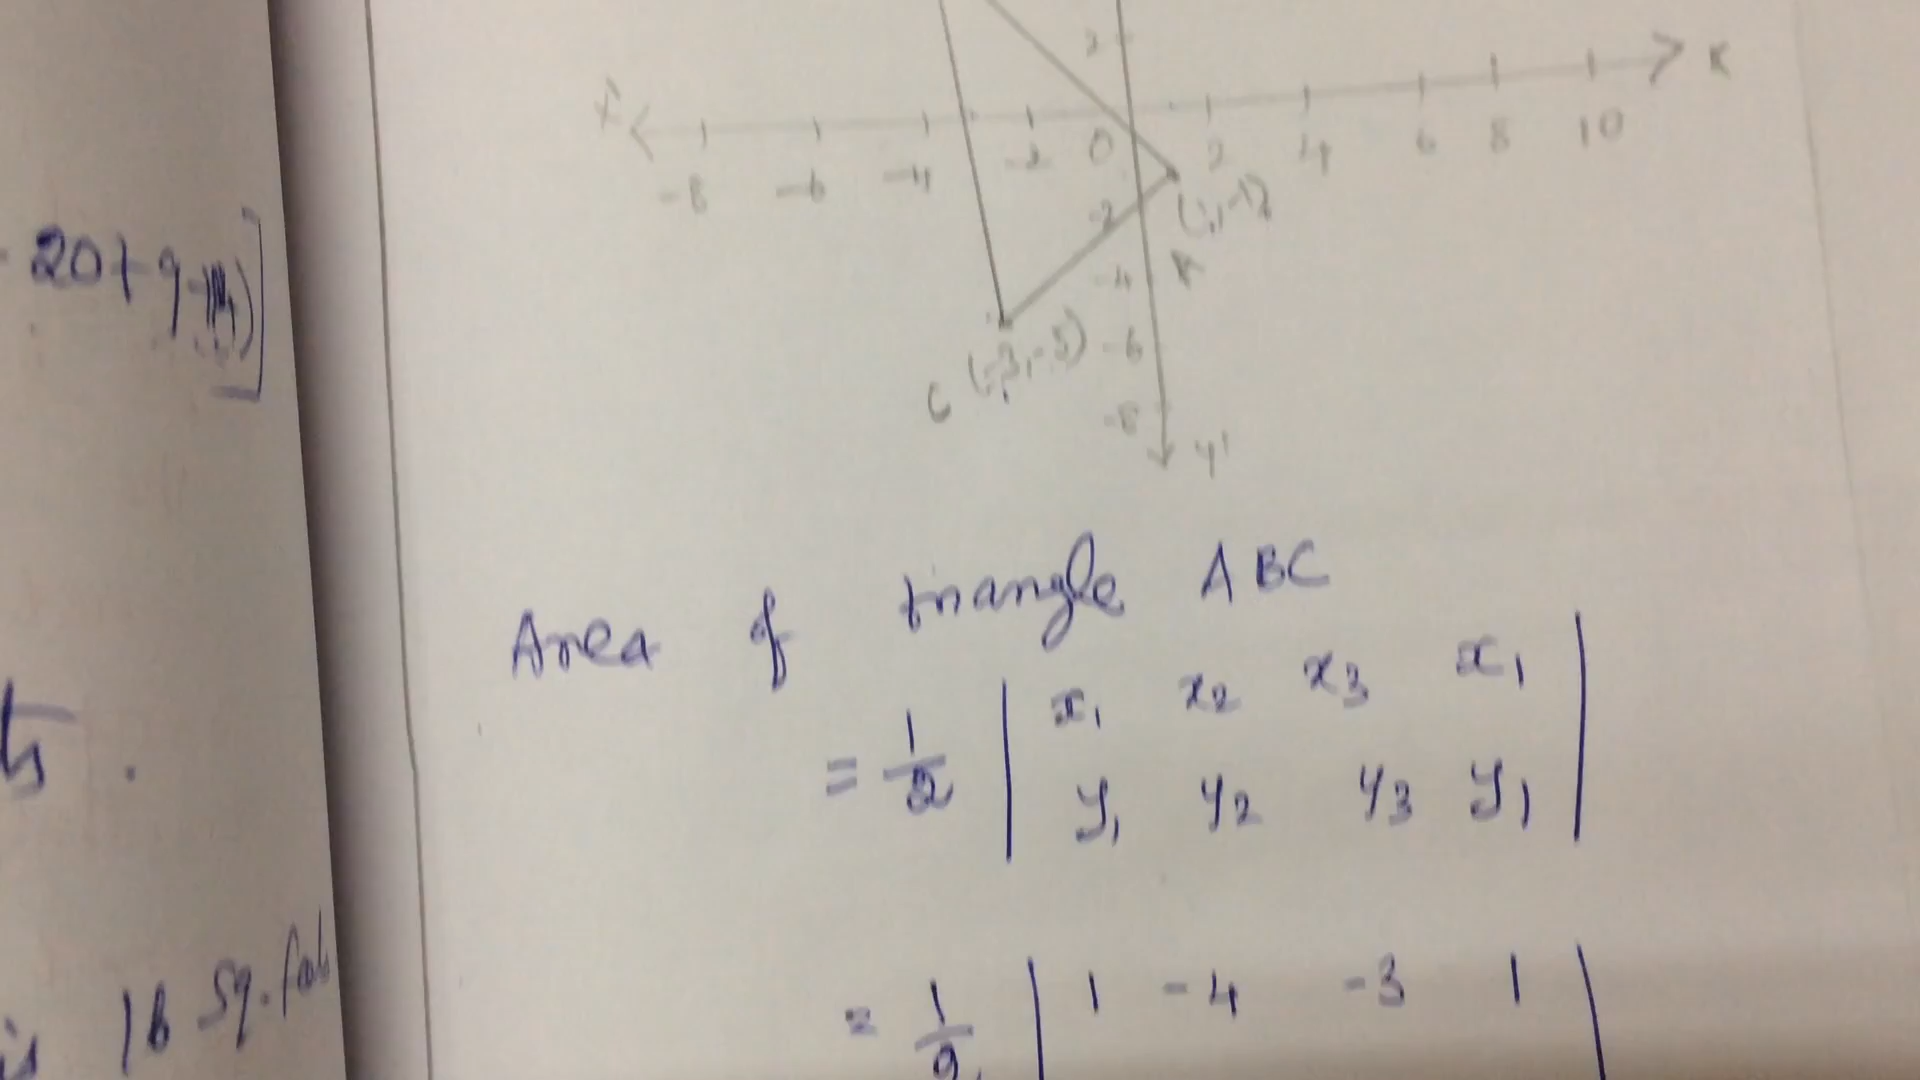 20+9
16 Sq.
2
X
-8 -6 -4 -2 0 2 4 6 8 10
-2
(1,-1)
-4
A
(-3,-5) -6
C
-8
Y'
Area of triangle ABC
= 1/2 | x₁ x₂ x₃ x₁ |
| y₁ y₂ y₃ y₁ |
= 1/2 | 1 -4 -3 1 |